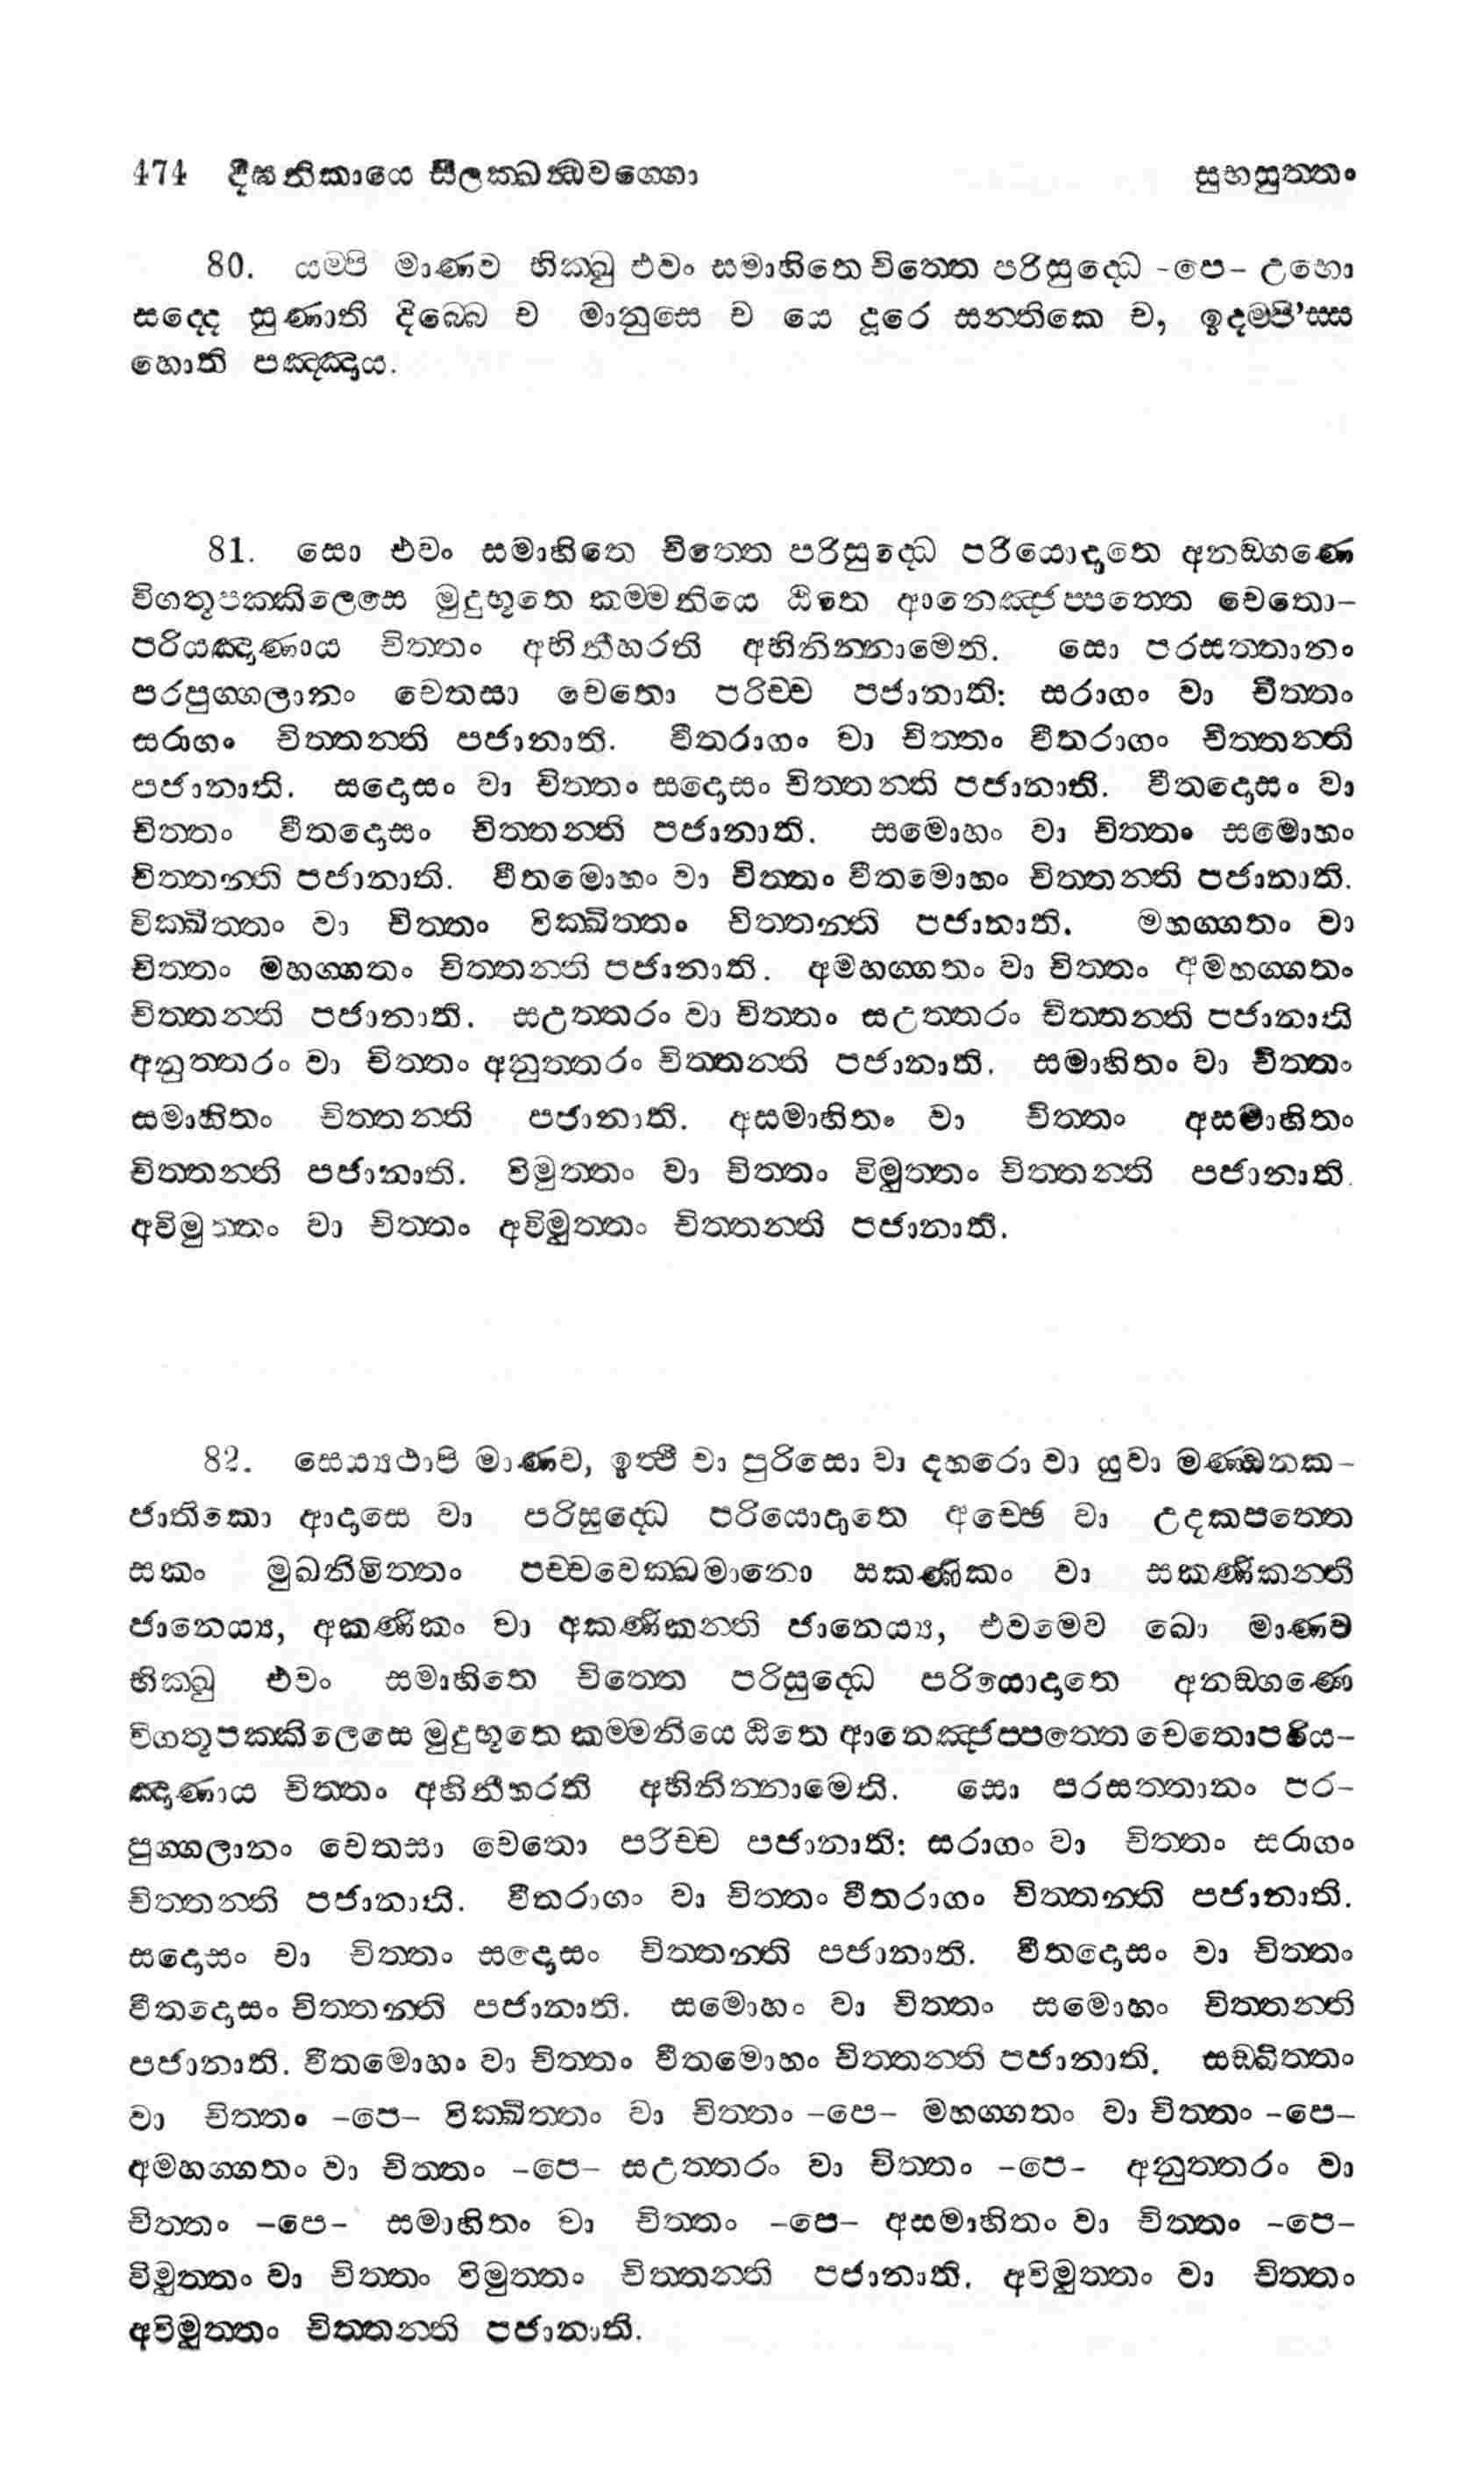 474 දීඝනිකායෙ සීලක්ඛන්ධවග්ගො සුභසුත්තං
80. යම්පි මාණව භික්ඛු එවං සමාහිතෙ චිත්තෙ පරිසුද්ධෙ -පෙ- උභො
සද්දෙ සුණාති දිබ්බෙ ච මානුසෙ ච යෙ දූරෙ සන්තිකෙ ච, ඉදම්පි’ස්ස
හොති පඤ්ඤාය.
81. සො එවං සමාහිතෙ චිත්තෙ පරිසුද්ධෙ පරියොදාතෙ අනඞ්ගණෙ
විගතූපක්කිලෙසෙ මුදුභූතෙ කම්මනියෙ ඨිතෙ ආනෙඤ්ජප්පත්තෙ චෙතො-
පරියඤාණාය චිත්තං අභිනීහරති අභිනින්නාමෙති. සො පරසත්තානං
පරපුග්ගලානං චෙතසා චෙතො පරිච්ච පජානාති: සරාගං වා චිත්තං
සරාගං චිත්තන්ති පජානාති. වීතරාගං වා චිත්තං වීතරාගං චිත්තන්ති
පජානාති. සදොසං වා චිත්තං සදොසං චිත්තන්ති පජානාති. වීතදොසං වා
චිත්තං වීතදොසං චිත්තන්ති පජානාති. සමොහං වා චිත්තං සමොහං
චිත්තන්ති පජානාති. වීතමොහං වා චිත්තං වීතමොහං චිත්තන්ති පජානාති.
වික්ඛිත්තං වා චිත්තං වික්ඛිත්තං චිත්තන්ති පජානාති. මහග්ගතං වා
චිත්තං මහග්ගතං චිත්තන්ති පජානාති. අමහග්ගතං වා චිත්තං අමහග්ගතං
චිත්තන්ති පජානාති. සඋත්තරං වා චිත්තං සඋත්තරං චිත්තන්ති පජානාති
අනුත්තරං වා චිත්තං අනුත්තරං චිත්තන්ති පජානාති. සමාහිතං වා චිත්තං
සමාහිතං චිත්තන්ති පජානාති. අසමාහිතං වා චිත්තං අසමාහිතං
චිත්තන්ති පජානාති. විමුත්තං වා චිත්තං විමුත්තං චිත්තන්ති පජානාති.
අවිමුත්තං වා චිත්තං අවිමුත්තං චිත්තන්ති පජානාති.
82. සෙය්‍යථාපි මාණව, ඉත්ථි වා පුරිසො වා දහරො වා යුවා මණ්ඩනක-
ජාතිකො ආදාසෙ වා පරිසුද්ධෙ පරියොදාතෙ අච්ඡෙ වා උදකපත්තෙ
සකං මුඛනිමිත්තං පච්චවෙක්ඛමානො සකණිකං වා සකණිකන්ති
ජානෙය්‍ය, අකණිකං වා අකණිකන්ති ජානෙය්‍ය, එවමෙව ඛො මාණව
භික්ඛු එවං සමාහිතෙ චිත්තෙ පරිසුද්ධෙ පරියොදාතෙ අනඞ්ගණෙ
විගතූපක්කිලෙසෙ මුදුභූතෙ කම්මනියෙ ඨිතෙ ආනෙඤ්ජප්පත්තෙ චෙතොපරිය-
ඤාණාය චිත්තං අභිනීහරති අභිනින්නාමෙති. සො පරසත්තානං පර-
පුග්ගලානං චෙතසා චෙතො පරිච්ච පජානාති: සරාගං වා චිත්තං සරාගං
චිත්තන්ති පජානාති. වීතරාගං වා චිත්තං වීතරාගං චිත්තන්ති පජානාති.
සදොසං වා චිත්තං සදොසං චිත්තන්ති පජානාති. වීතදොසං වා චිත්තං
වීතදොසං චිත්තන්ති පජානාති. සමොහං වා චිත්තං සමොහං චිත්තන්ති
පජානාති. වීතමොහං වා චිත්තං වීතමොහං චිත්තන්ති පජානාති. සඞ්ඛිත්තං
වා චිත්තං -පෙ- වික්ඛිත්තං වා චිත්තං -පෙ- මහග්ගතං වා චිත්තං -පෙ-
අමහග්ගතං වා චිත්තං -පෙ- සඋත්තරං වා චිත්තං -පෙ- අනුත්තරං වා
චිත්තං -පෙ- සමාහිතං වා චිත්තං -පෙ- අසමාහිතං වා චිත්තං -පෙ-
විමුත්තං වා චිත්තං විමුත්තං චිත්තන්ති පජානාති. අවිමුත්තං වා චිත්තං
අවිමුත්තං චිත්තන්ති පජානාති.